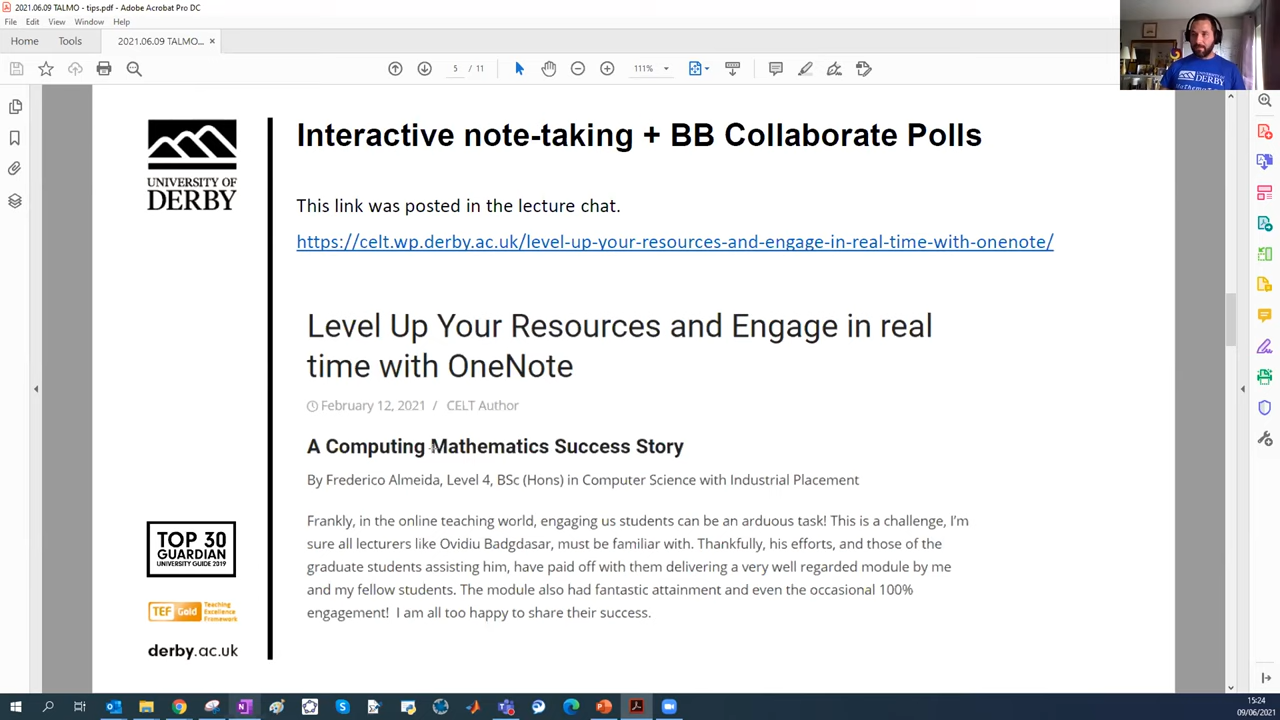 2021.06.09 TALMO - tips.pdf - Adobe Acrobat Pro DC
File Edit View Window Help
Home Tools 2021.06.09 TALMO... ×
5 / 11 111%
UNIVERSITY OF
DERBY
Interactive note-taking + BB Collaborate Polls
UNIVERSITY OF
DERBY
This link was posted in the lecture chat.
https://celt.wp.derby.ac.uk/level-up-your-resources-and-engage-in-real-time-with-onenote/
Level Up Your Resources and Engage in real
time with OneNote
February 12, 2021 / CELT Author
A Computing Mathematics Success Story
By Frederico Almeida, Level 4, BSc (Hons) in Computer Science with Industrial Placement
Frankly, in the online teaching world, engaging us students can be an arduous task! This is a challenge, I'm
sure all lecturers like Ovidiu Badgdasar, must be familiar with. Thankfully, his efforts, and those of the
graduate students assisting him, have paid off with them delivering a very well regarded module by me
and my fellow students. The module also had fantastic attainment and even the occasional 100%
engagement! I am all too happy to share their success.
TOP 30
GUARDIAN
UNIVERSITY GUIDE 2019
TEF Gold
Teaching
Excellence
Framework
derby.ac.uk
15:24
09/06/2021